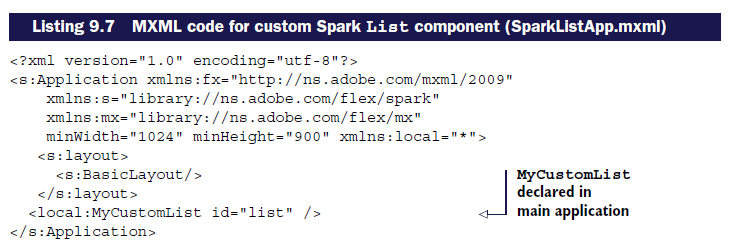 Listing 9.7 MXML code for custom Spark List component (SparkListApp.mxml)
<?xml version="1.0" encoding="utf-8"?>
<s:Application xmlns:fx="http://ns.adobe.com/mxml/2009"
xmlns:s="library://ns.adobe.com/flex/spark"
xmlns:mx="library://ns.adobe.com/flex/mx"
minWidth="1024" minHeight="900" xmlns:local="*">
<s:layout>
<s:BasicLayout/>
</s:layout>
<local:MyCustomList id="list" />
</s:Application>
MyCustomList
declared in
main application